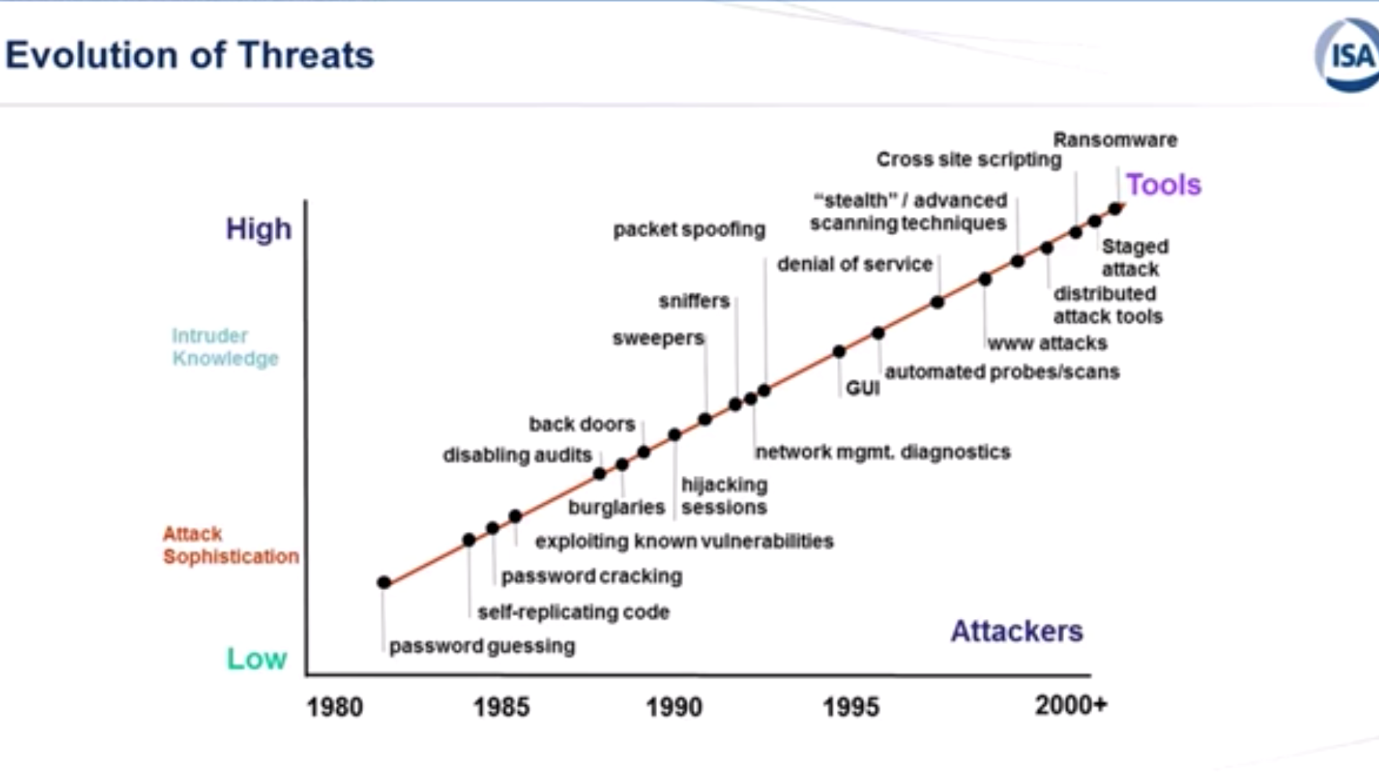 Evolution of Threats
ISA
Ransomware
Cross site scripting
Tools
“stealth” / advanced
scanning techniques
High
packet spoofing
denial of service
Staged
attack
sniffers
distributed
attack tools
Intruder
Knowledge
sweepers
www attacks
automated probes/scans
GUI
back doors
disabling audits
network mgmt. diagnostics
hijacking
sessions
burglaries
Attack
Sophistication
exploiting known vulnerabilities
password cracking
self-replicating code
Attackers
password guessing
Low
1980 1985 1990 1995 2000+